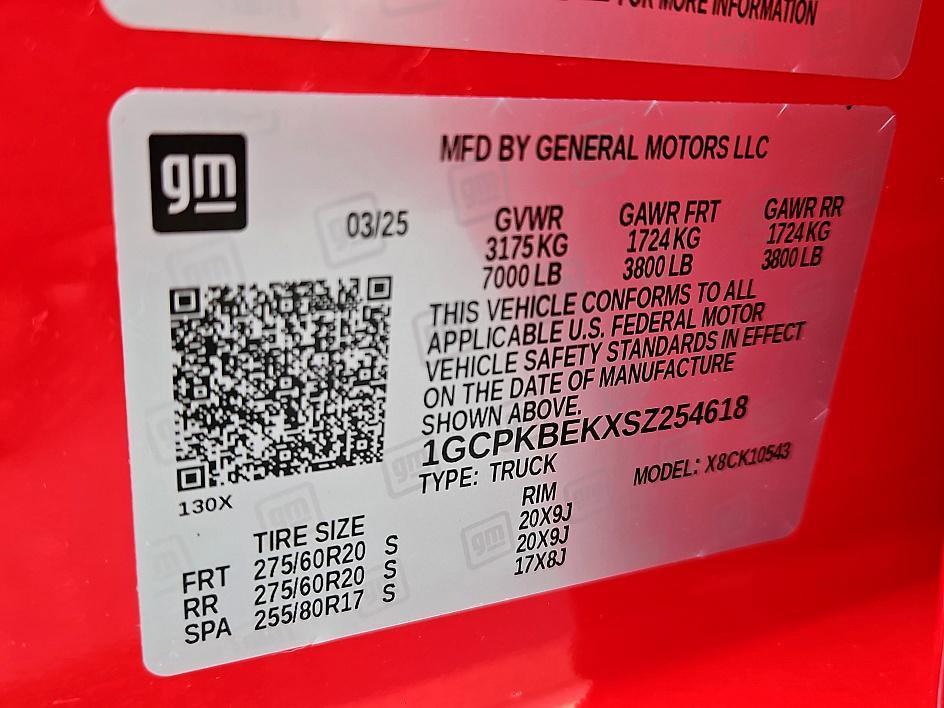 FOR MORE INFORMATION
gm
MFD BY GENERAL MOTORS LLC
03/25
GVWR GAWR FRT GAWR RR
3175 KG 1724 KG 1724 KG
7000 LB 3800 LB 3800 LB
THIS VEHICLE CONFORMS TO ALL
APPLICABLE U.S. FEDERAL MOTOR
VEHICLE SAFETY STANDARDS IN EFFECT
ON THE DATE OF MANUFACTURE
SHOWN ABOVE.
1GCPKBEKXSZ254618
TYPE: TRUCK MODEL: X8CK10543
130X
TIRE SIZE RIM
FRT 275/60R20 S 20X9J
RR 275/60R20 S 20X9J
SPA 255/80R17 S 17X8J